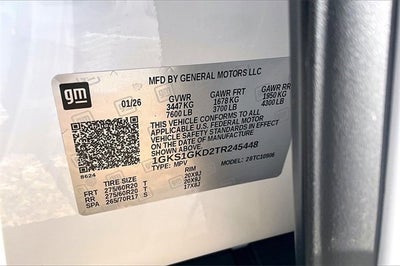 MFD BY GENERAL MOTORS LLC
gm
01/26
GVWR GAWR FRT GAWR RR
3447 KG 1678 KG 1950 KG
7600 LB 3700 LB 4300 LB
THIS VEHICLE CONFORMS TO ALL
APPLICABLE U.S. FEDERAL MOTOR
VEHICLE SAFETY STANDARDS IN EFFECT
ON THE DATE OF MANUFACTURE
SHOWN ABOVE.
1GKS1GKD2TR245448
8624 TYPE: MPV MODEL:
RIM
FRT 275/60R20 T 20X9J
RR 275/60R20 T 20X9J
SPA 265/70R17 S 17X8J